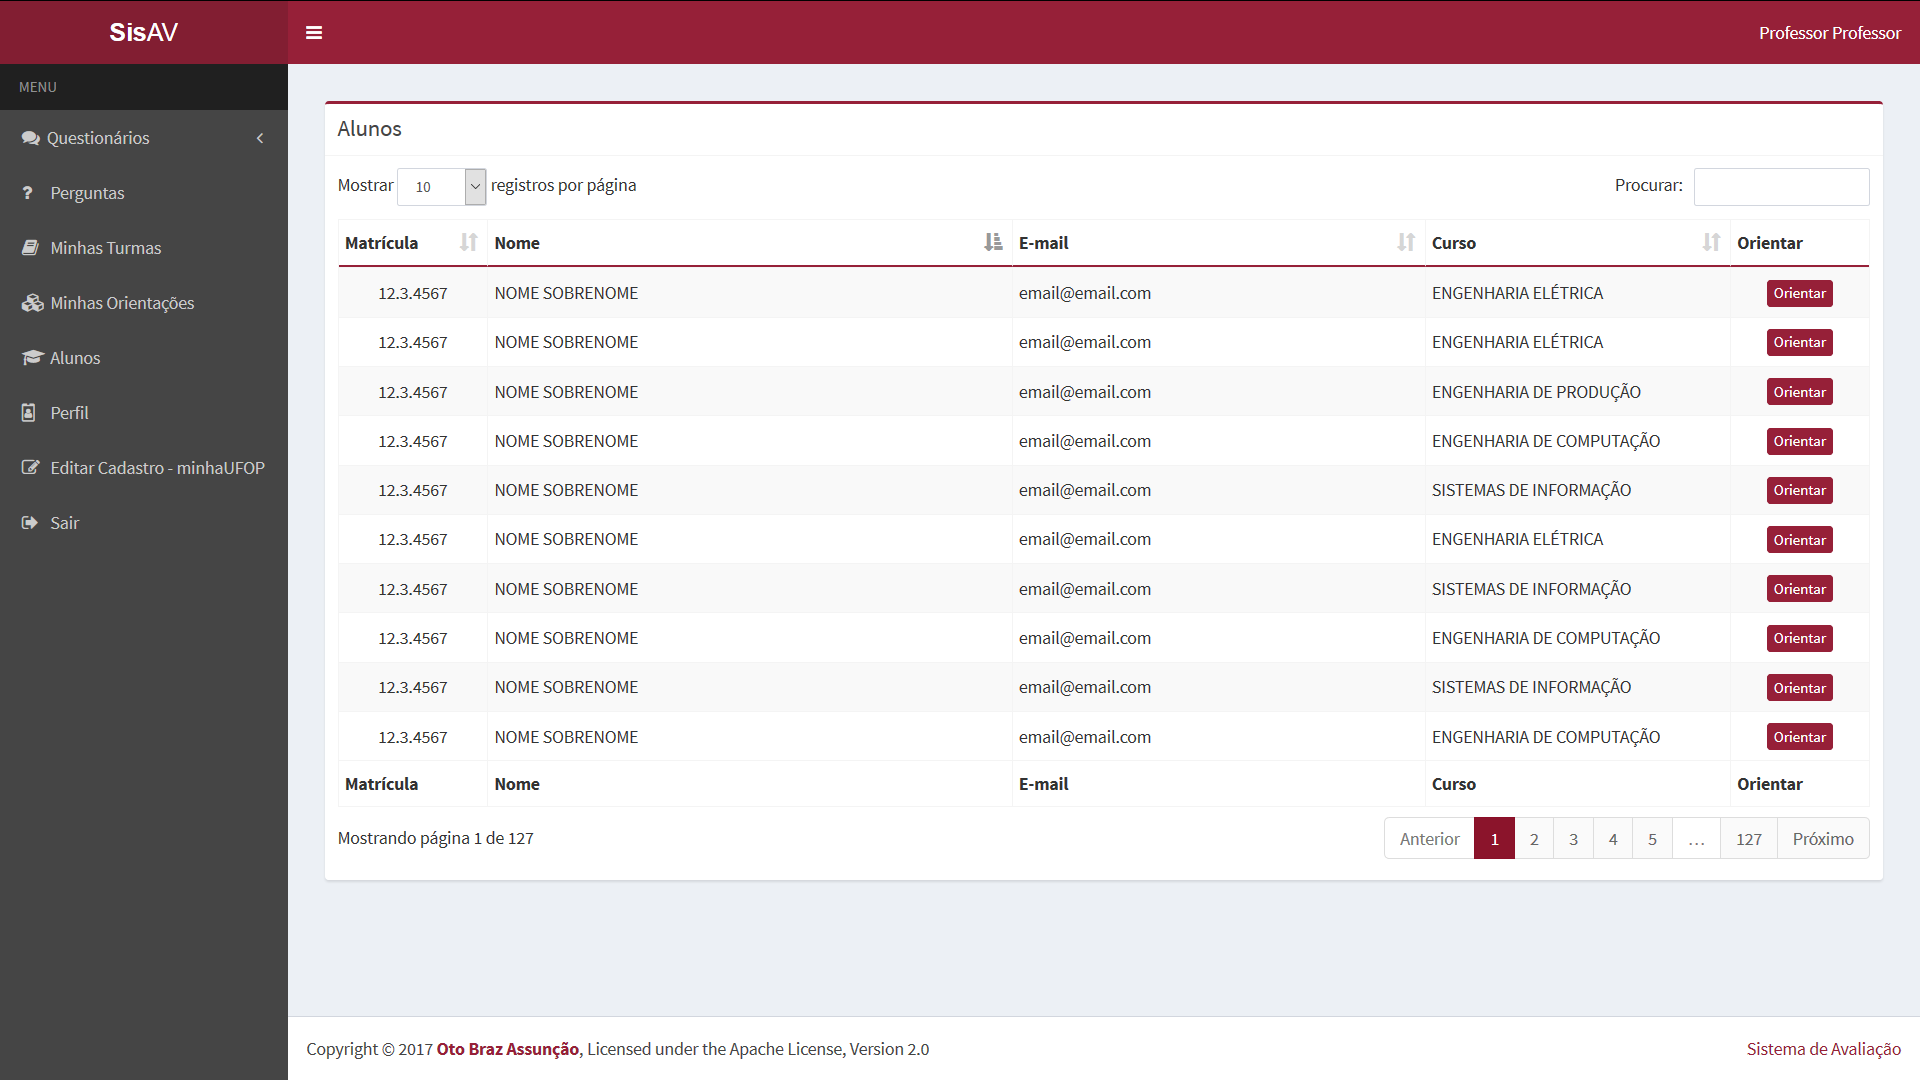 SisAV
Professor Professor
MENU
Questionários
Perguntas
Minhas Turmas
Minhas Orientações
Alunos
Perfil
Editar Cadastro - minhaUFOP
Sair
Alunos
Mostrar 10 registros por página
Procurar:
Matrícula Nome E-mail Curso Orientar
12.3.4567 NOME SOBRENOME email@email.com ENGENHARIA ELÉTRICA Orientar
12.3.4567 NOME SOBRENOME email@email.com ENGENHARIA ELÉTRICA Orientar
12.3.4567 NOME SOBRENOME email@email.com ENGENHARIA DE PRODUÇÃO Orientar
12.3.4567 NOME SOBRENOME email@email.com ENGENHARIA DE COMPUTAÇÃO Orientar
12.3.4567 NOME SOBRENOME email@email.com SISTEMAS DE INFORMAÇÃO Orientar
12.3.4567 NOME SOBRENOME email@email.com ENGENHARIA ELÉTRICA Orientar
12.3.4567 NOME SOBRENOME email@email.com SISTEMAS DE INFORMAÇÃO Orientar
12.3.4567 NOME SOBRENOME email@email.com ENGENHARIA DE COMPUTAÇÃO Orientar
12.3.4567 NOME SOBRENOME email@email.com SISTEMAS DE INFORMAÇÃO Orientar
12.3.4567 NOME SOBRENOME email@email.com ENGENHARIA DE COMPUTAÇÃO Orientar
Matrícula Nome E-mail Curso Orientar
Mostrando página 1 de 127
Anterior 1 2 3 4 5 ... 127 Próximo
Copyright © 2017 Oto Braz Assunção, Licensed under the Apache License, Version 2.0
Sistema de Avaliação